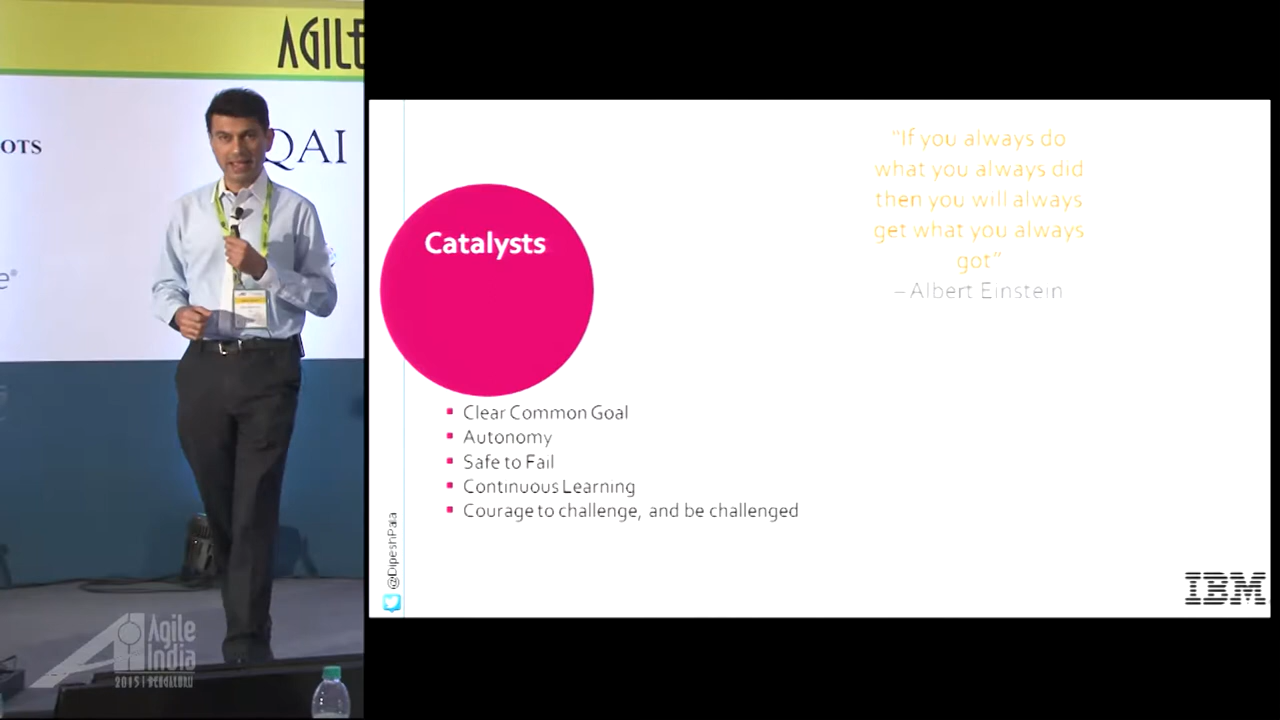 AGILE
OTS
QAI
e®
"If you always do
what you always did
then you will always
get what you always
got"
– Albert Einstein
Catalysts
Clear Common Goal
Autonomy
Safe to Fail
Continuous Learning
Courage to challenge, and be challenged
@DipeshPala
IBM
Agile
India
2015 | BENGALURU